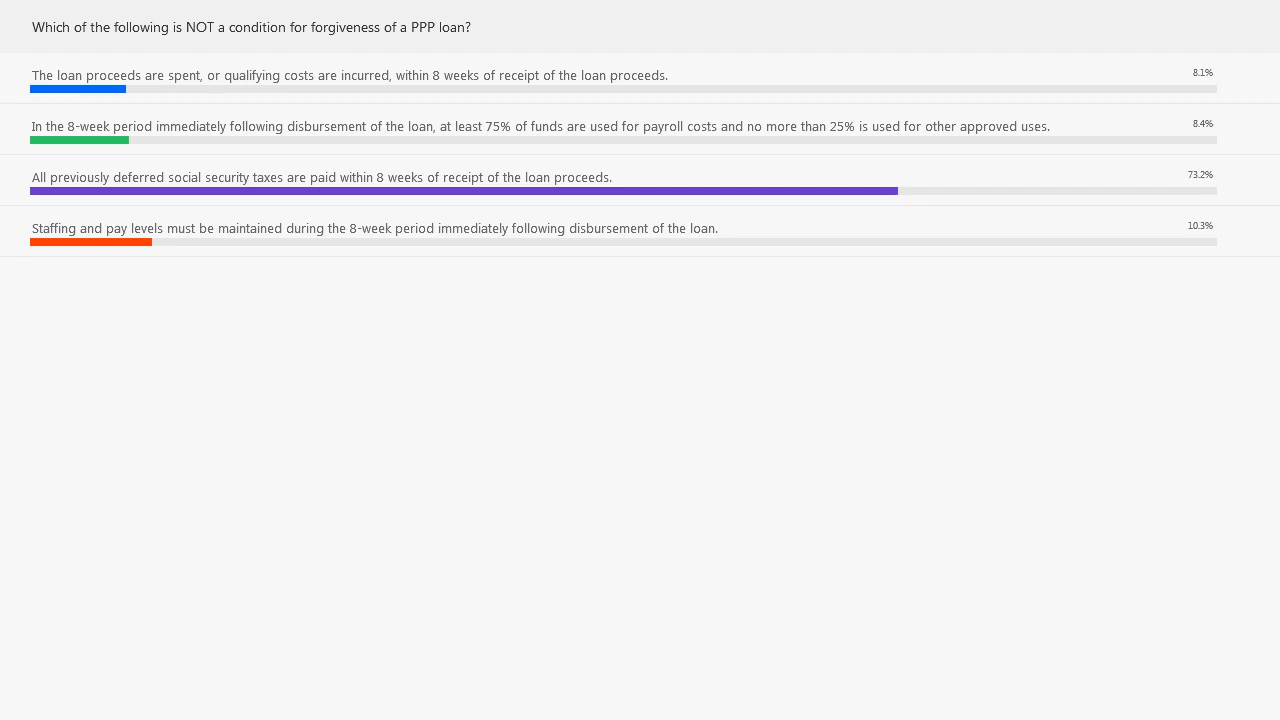 Which of the following is NOT a condition for forgiveness of a PPP loan?
The loan proceeds are spent, or qualifying costs are incurred, within 8 weeks of receipt of the loan proceeds.
8.1%
In the 8-week period immediately following disbursement of the loan, at least 75% of funds are used for payroll costs and no more than 25% is used for other approved uses.
8.4%
All previously deferred social security taxes are paid within 8 weeks of receipt of the loan proceeds.
73.2%
Staffing and pay levels must be maintained during the 8-week period immediately following disbursement of the loan.
10.3%